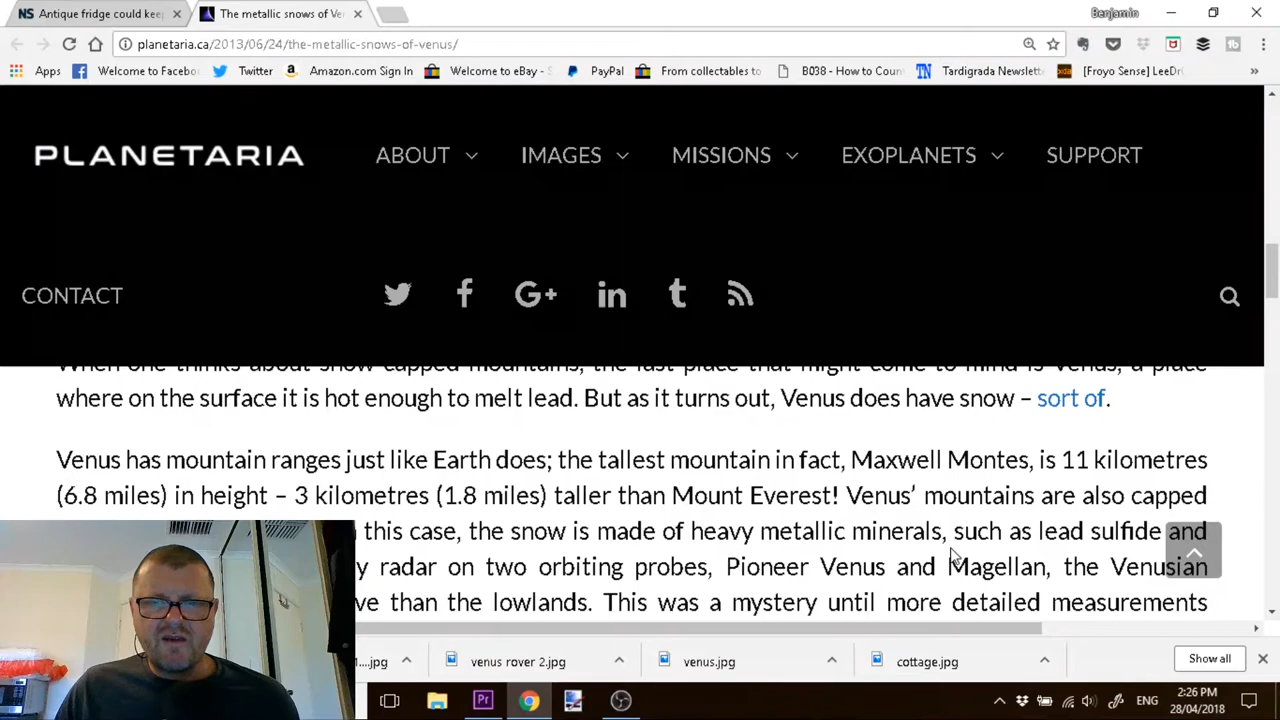 NS Antique fridge could keep
The metallic snows of Ve
Benjamin
planetaria.ca/2013/06/24/the-metallic-snows-of-venus/
Apps Welcome to Facebo Twitter Amazon.com Sign In Welcome to eBay - S PayPal From collectables to B038 - How to Coun TN Tardigrada Newslett [Froyo Sense] LeeDrC »
PLANETARIA ABOUT IMAGES MISSIONS EXOPLANETS SUPPORT
CONTACT
When one thinks about snow capped mountains, the last place that might come to mind is Venus, a place
where on the surface it is hot enough to melt lead. But as it turns out, Venus does have snow – sort of.
Venus has mountain ranges just like Earth does; the tallest mountain in fact, Maxwell Montes, is 11 kilometres
(6.8 miles) in height – 3 kilometres (1.8 miles) taller than Mount Everest! Venus’ mountains are also capped
this case, the snow is made of heavy metallic minerals, such as lead sulfide and
y radar on two orbiting probes, Pioneer Venus and Magellan, the Venusian
ve than the lowlands. This was a mystery until more detailed measurements
....jpg venus rover 2.jpg venus.jpg cottage.jpg Show all
ENG 2:26 PM
28/04/2018